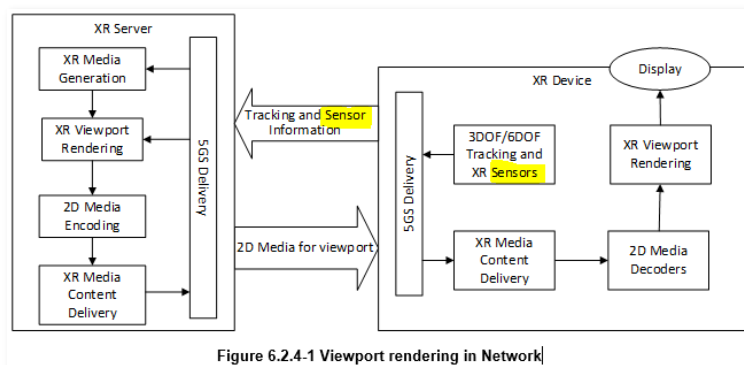 XR Server
XR Media
Generation
XR Viewport
Rendering
2D Media
Encoding
XR Media
Content
Delivery
5GS Delivery
Tracking and Sensor
Information
2D Media for viewport
XR Device
Display
5GS Delivery
3DOF/6DOF
Tracking and
XR Sensors
XR Viewport
Rendering
XR Media
Content
Delivery
2D Media
Decoders
Figure 6.2.4-1 Viewport rendering in Network